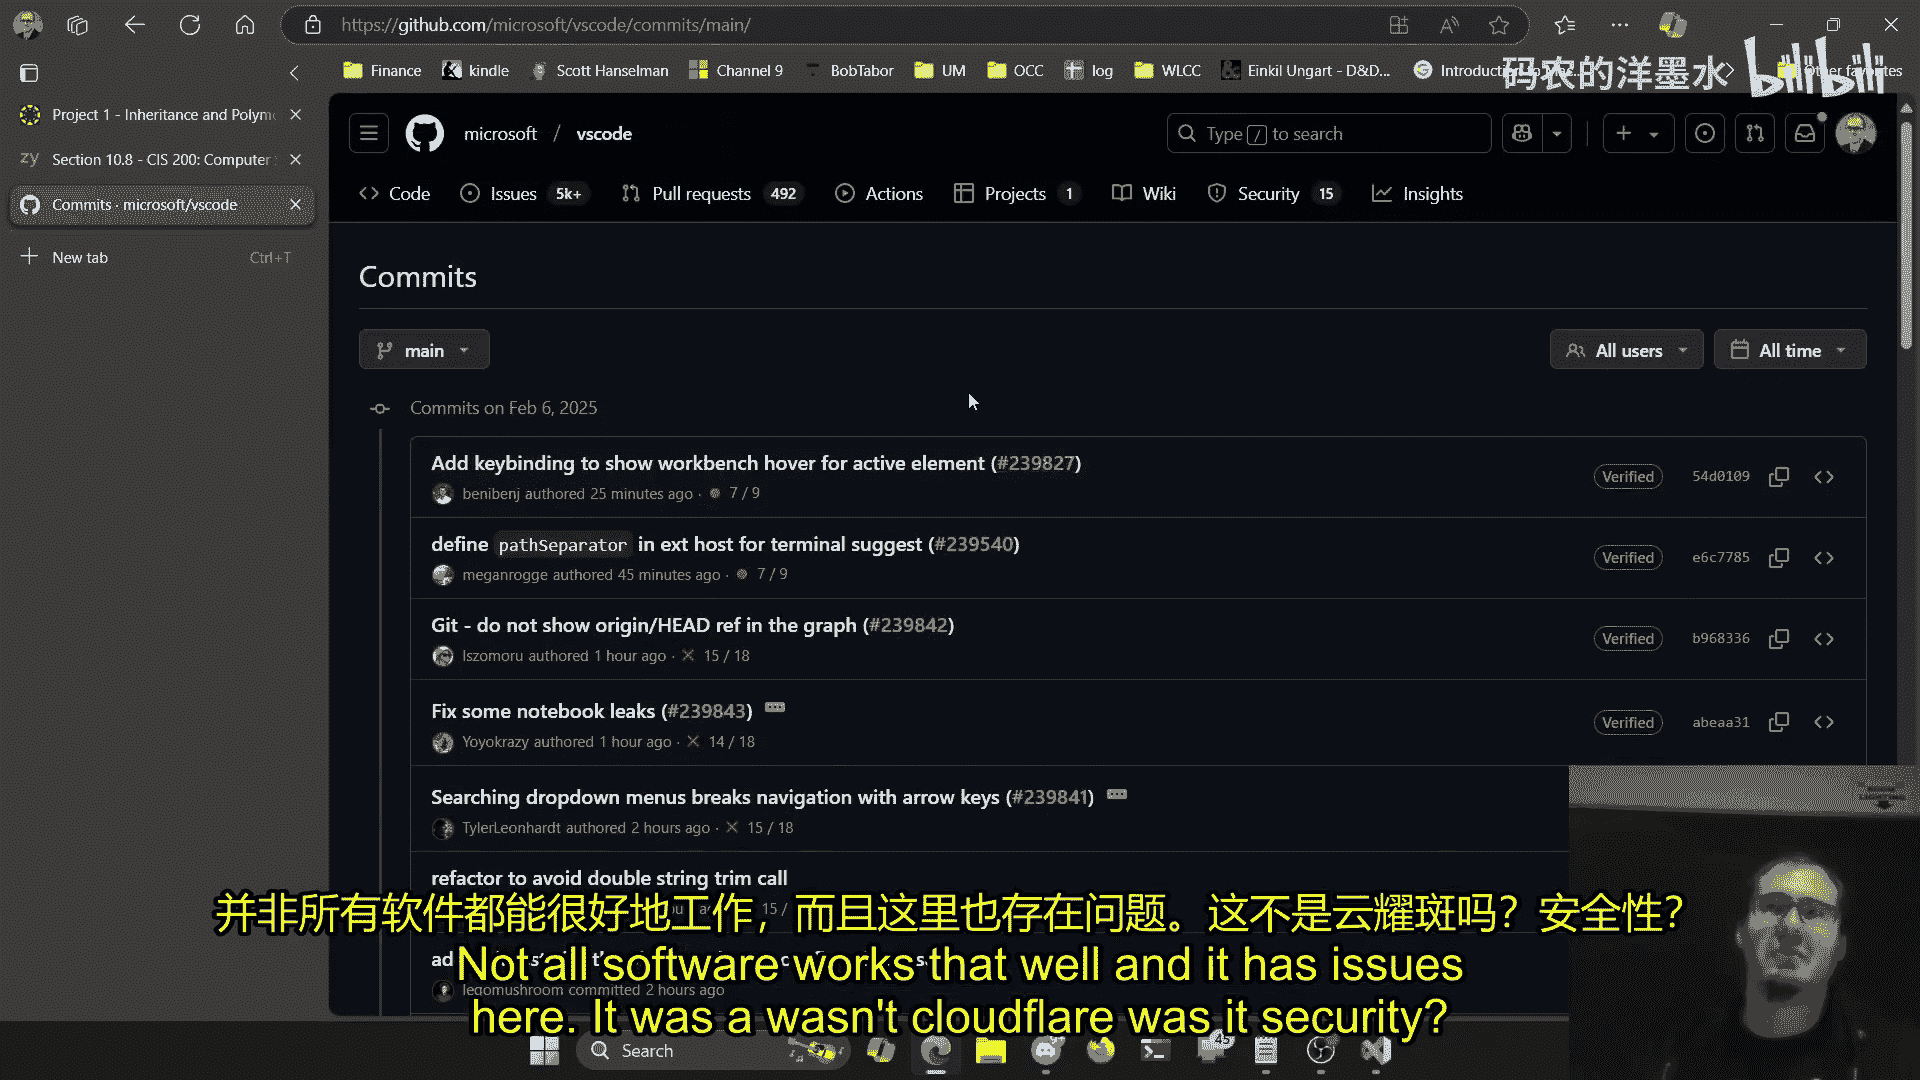 https://github.com/microsoft/vscode/commits/main/
Finance
kindle
Scott Hanselman
Channel 9
BobTabor
UM
OCC
log
WLCC
Einkil Ungart - D&D...
码农的洋墨水
bilibili
Other favorites
Project 1 - Inheritance and Polym
zy Section 10.8 - CIS 200: Computer
Commits · microsoft/vscode
New tab Ctrl+T
microsoft / vscode
Type / to search
Code
Issues 5k+
Pull requests 492
Actions
Projects 1
Wiki
Security 15
Insights
Commits
main
All users
All time
Commits on Feb 6, 2025
Add keybinding to show workbench hover for active element (#239827)
benibenj authored 25 minutes ago · 7 / 9
Verified 54d0109
define pathSeparator in ext host for terminal suggest (#239540)
meganrogge authored 45 minutes ago · 7 / 9
Verified e6c7785
Git - do not show origin/HEAD ref in the graph (#239842)
lszomoru authored 1 hour ago · 15 / 18
Verified b968336
Fix some notebook leaks (#239843)
Yoyokrazy authored 1 hour ago · 14 / 18
Verified abeaa31
Searching dropdown menus breaks navigation with arrow keys (#239841)
TylerLeonhardt authored 2 hours ago · 15 / 18
refactor to avoid double string trim call
legomushroom committed 2 hours ago
并非所有软件都能很好地工作，而且这里也存在问题。这不是云耀斑吗？安全性？
Not all software works that well and it has issues
here. It was a wasn't cloudflare was it security?
Search